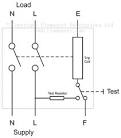 Load
N L E
Trip
Coil
Test Resistor
Test
N L F
Supply